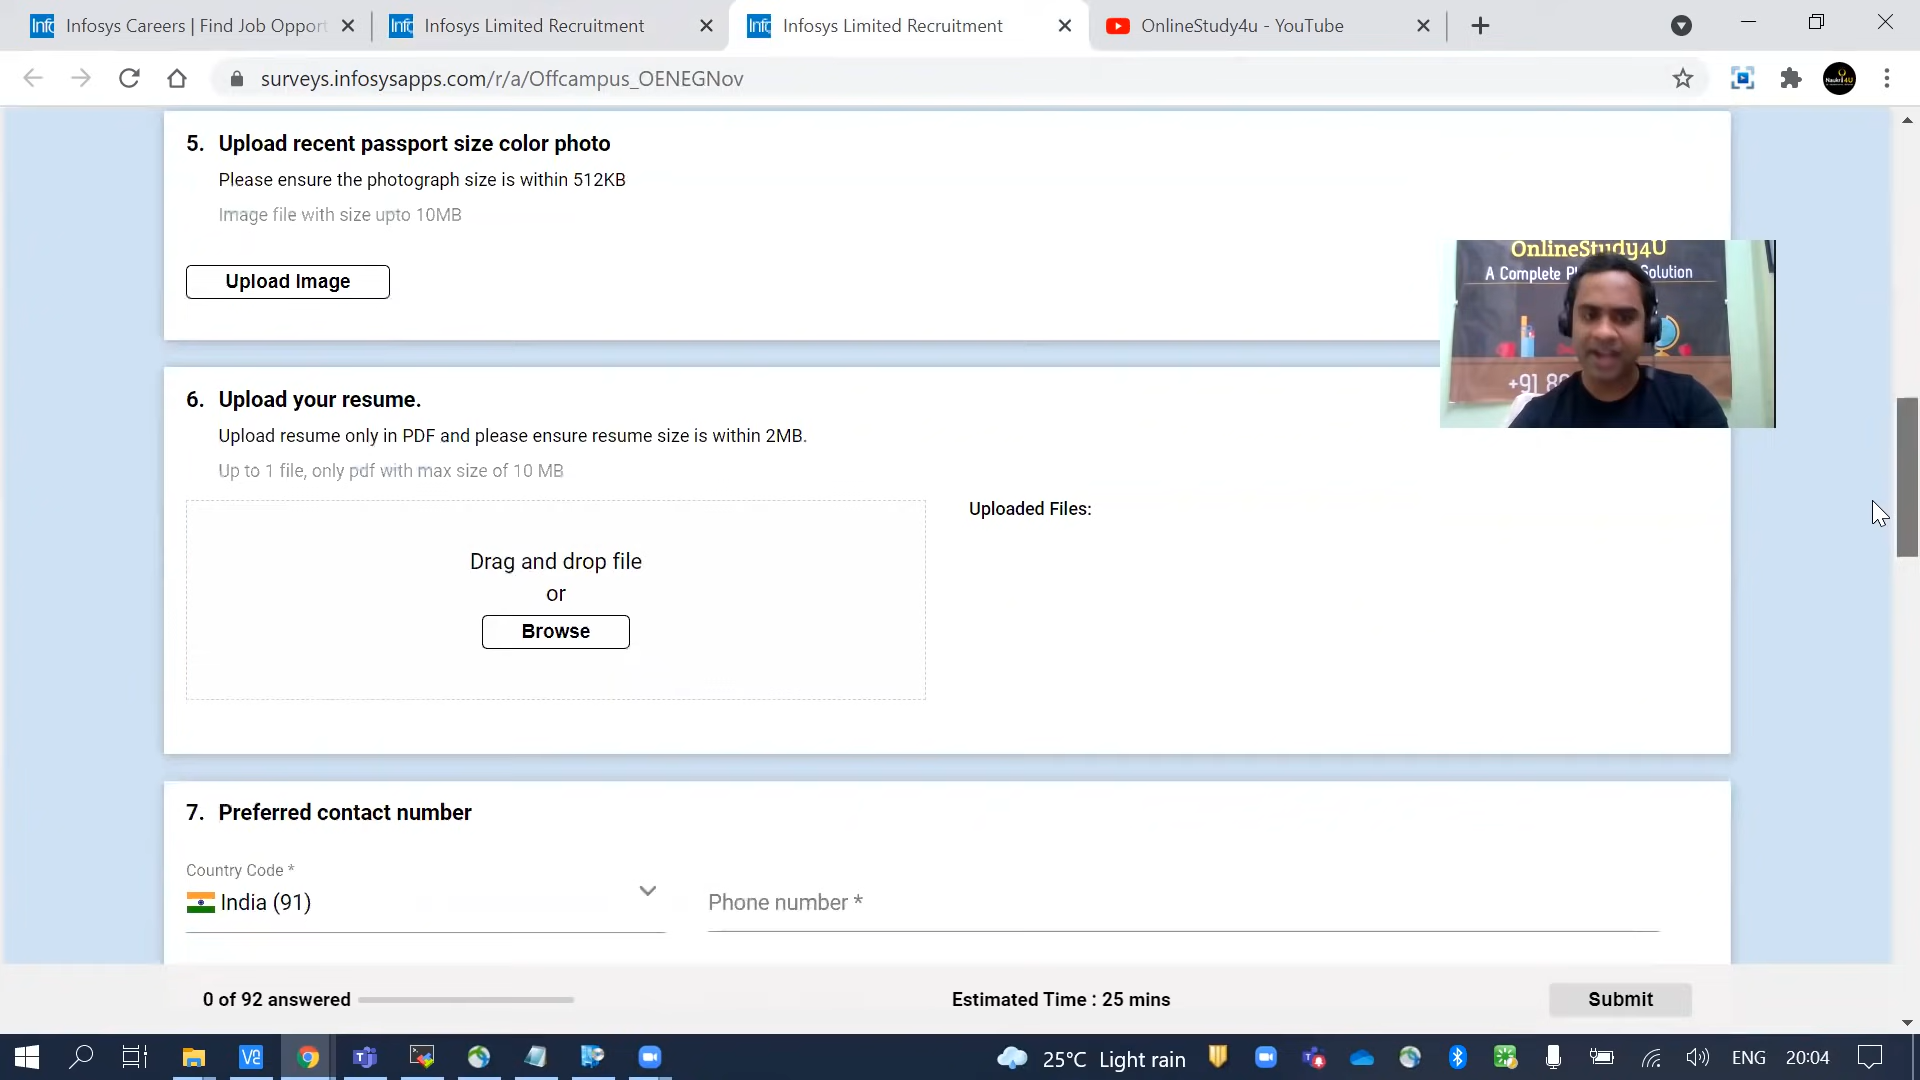 Infosys Careers | Find Job Opport
Infosys Limited Recruitment
Infosys Limited Recruitment
OnlineStudy4u - YouTube
surveys.infosysapps.com/r/a/Offcampus_OENEGNov
5. Upload recent passport size color photo
Please ensure the photograph size is within 512KB
Image file with size upto 10MB
Upload Image
OnlineStudy4U
A Complete Pl Solution
+91
6. Upload your resume.
Upload resume only in PDF and please ensure resume size is within 2MB.
Up to 1 file, only pdf with max size of 10 MB
Drag and drop file
or
Browse
Uploaded Files:
7. Preferred contact number
Country Code *
India (91)
Phone number *
0 of 92 answered
Estimated Time : 25 mins
Submit
25°C Light rain
ENG
20:04